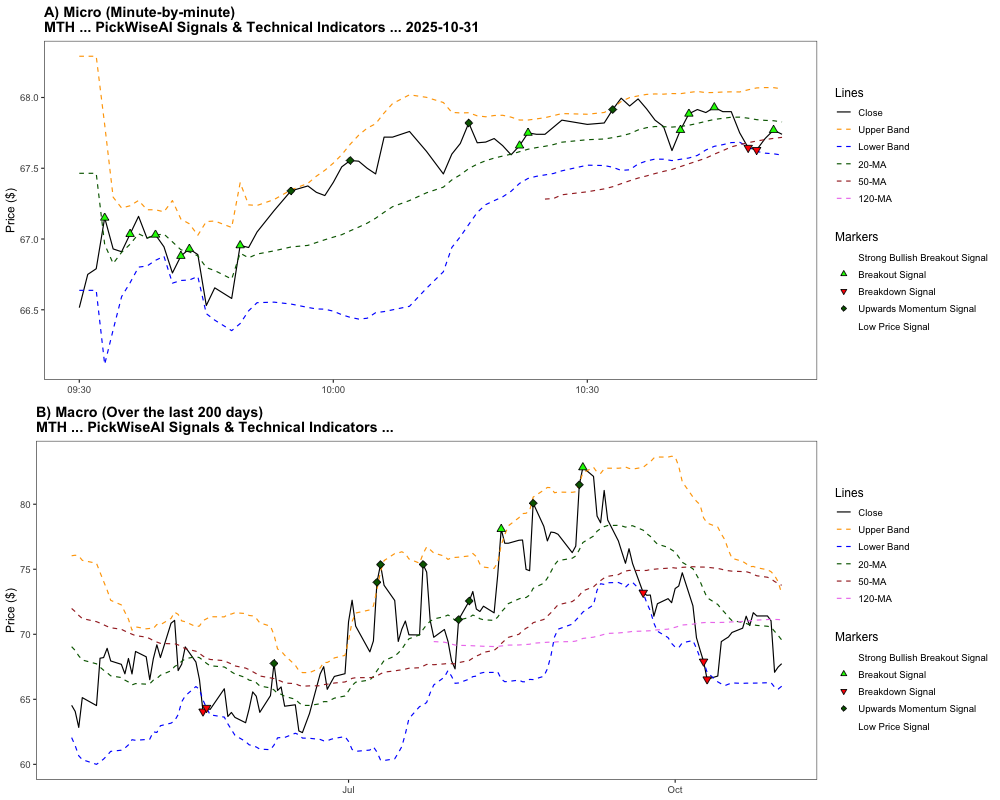 A) Micro (Minute-by-minute)
MTH ... PickWiseAI Signals & Technical Indicators ... 2025-10-31
Price ($)
68.0
67.5
67.0
66.5
09:30
10:00
10:30
Lines
Close
Upper Band
Lower Band
20-MA
50-MA
120-MA
Markers
Strong Bullish Breakout Signal
Breakout Signal
Breakdown Signal
Upwards Momentum Signal
Low Price Signal
B) Macro (Over the last 200 days)
MTH ... PickWiseAI Signals & Technical Indicators ...
Price ($)
80
75
70
65
60
Jul
Oct
Lines
Close
Upper Band
Lower Band
20-MA
50-MA
120-MA
Markers
Strong Bullish Breakout Signal
Breakout Signal
Breakdown Signal
Upwards Momentum Signal
Low Price Signal